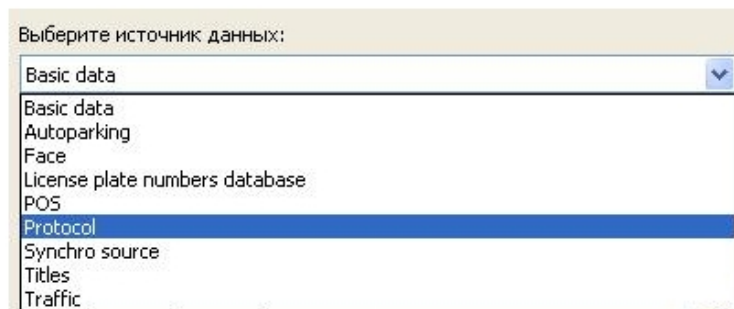 Выберите источник данных:
Basic data
Basic data
Autoparking
Face
License plate numbers database
POS
Protocol
Synchro source
Titles
Traffic